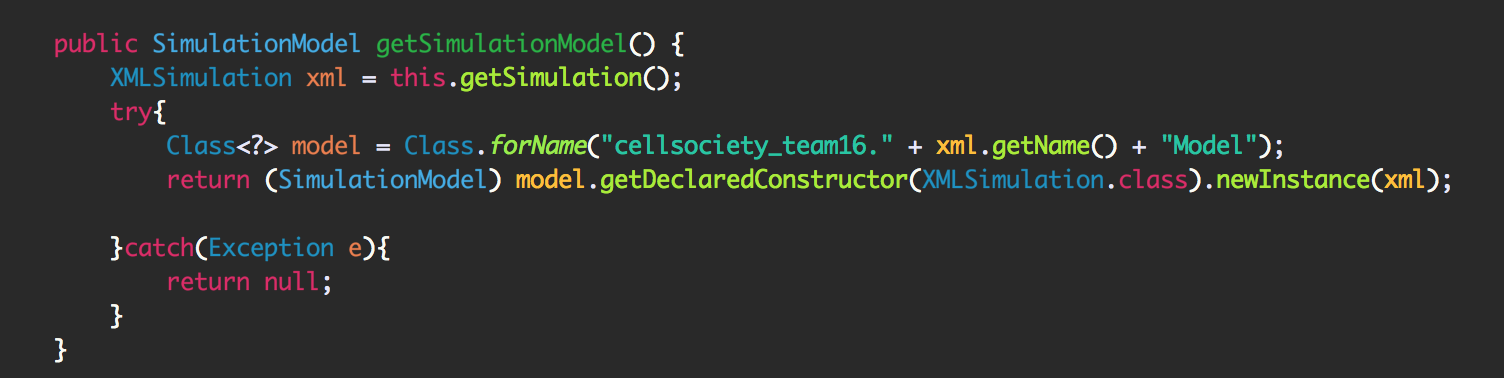 public SimulationModel getSimulationModel() {
XMLSimulation xml = this.getSimulation();
try{
Class<?> model = Class.forName("cellsociety_team16." + xml.getName() + "Model");
return (SimulationModel) model.getDeclaredConstructor(XMLSimulation.class).newInstance(xml);
}catch(Exception e){
return null;
}
}